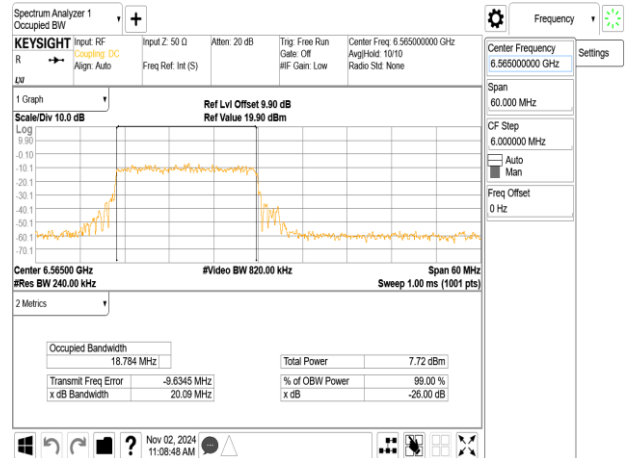 Spectrum Analyzer 1
Occupied BW
Frequency
KEYSIGHT
R
LXI
Input: RF
Coupling: DC
Align: Auto
Input Z: 50 Ω
Freq Ref: Int (S)
Atten: 20 dB
Trig: Free Run
Gate: Off
#IF Gain: Low
Center Freq: 6.565000000 GHz
Avg|Hold: 10/10
Radio Std: None
Center Frequency
6.565000000 GHz
Settings
Span
60.000 MHz
CF Step
6.000000 MHz
Auto
Man
Freq Offset
0 Hz
1 Graph
Scale/Div 10.0 dB
Ref Lvl Offset 9.90 dB
Ref Value 19.90 dBm
Log
9.90
-0.10
-10.1
-20.1
-30.1
-40.1
-50.1
-60.1
-70.1
Center 6.56500 GHz
#Video BW 820.00 kHz
Span 60 MHz
#Res BW 240.00 kHz
Sweep 1.00 ms (1001 pts)
2 Metrics
Occupied Bandwidth
18.784 MHz
Total Power 7.72 dBm
Transmit Freq Error -9.6345 MHz
% of OBW Power 99.00 %
x dB Bandwidth 20.09 MHz
x dB -26.00 dB
?
Nov 02, 2024
11:08:48 AM